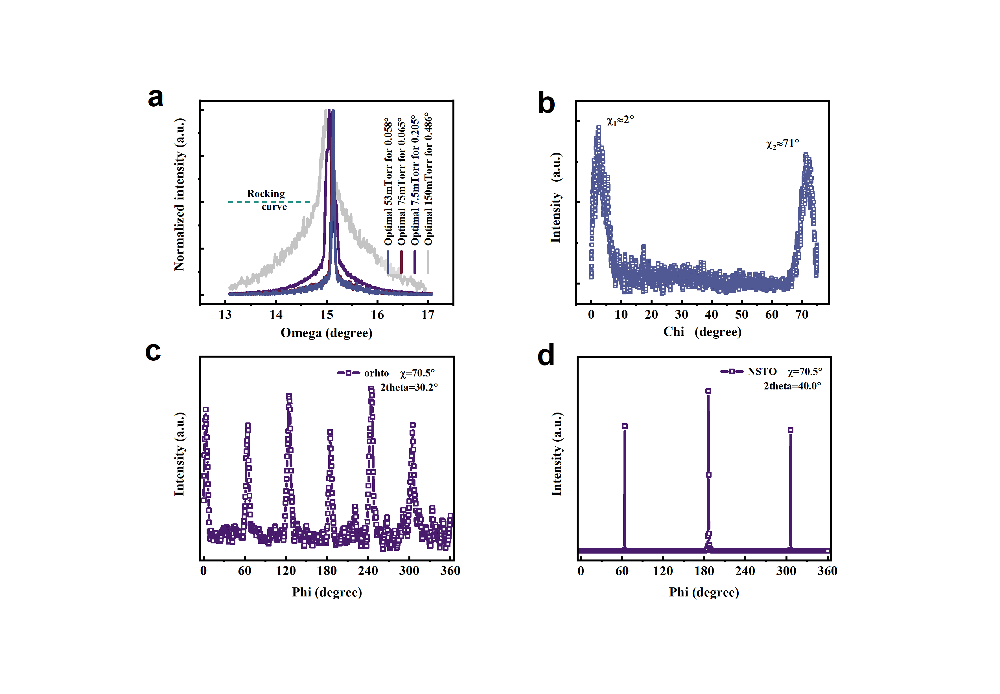 a
Normalized intensity (a.u.)
Rocking
curve
Optimal 53mTorr for 0.058°
Optimal 75mTorr for 0.065°
Optimal 7.5mTorr for 0.205°
Optimal 150mTorr for 0.486°
13 14 15 16 17
Omega (degree)
b
Intensity (a.u.)
χ₁≈2°
χ₂≈71°
0 10 20 30 40 50 60 70
Chi (degree)
c
Intensity (a.u.)
orhto χ=70.5°
2theta=30.2°
0 60 120 180 240 300 360
Phi (degree)
d
Intensity (a.u.)
NSTO χ=70.5°
2theta=40.0°
0 60 120 180 240 300 360
Phi (degree)